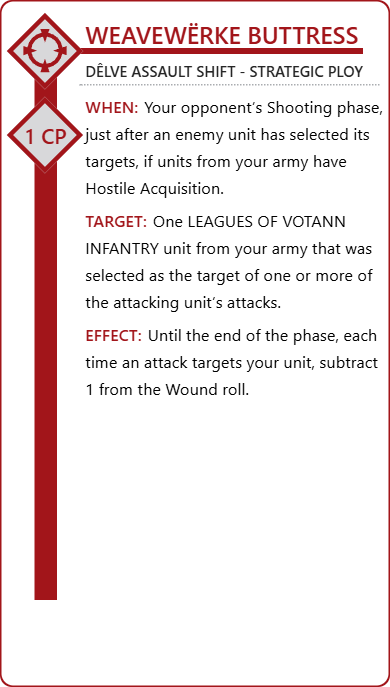 WEAVEWËRKE BUTTRESS
DÊLVE ASSAULT SHIFT - STRATEGIC PLOY
1 CP
WHEN: Your opponent's Shooting phase,
just after an enemy unit has selected its
targets, if units from your army have
Hostile Acquisition.
TARGET: One LEAGUES OF VOTANN
INFANTRY unit from your army that was
selected as the target of one or more of
the attacking unit's attacks.
EFFECT: Until the end of the phase, each
time an attack targets your unit, subtract
1 from the Wound roll.